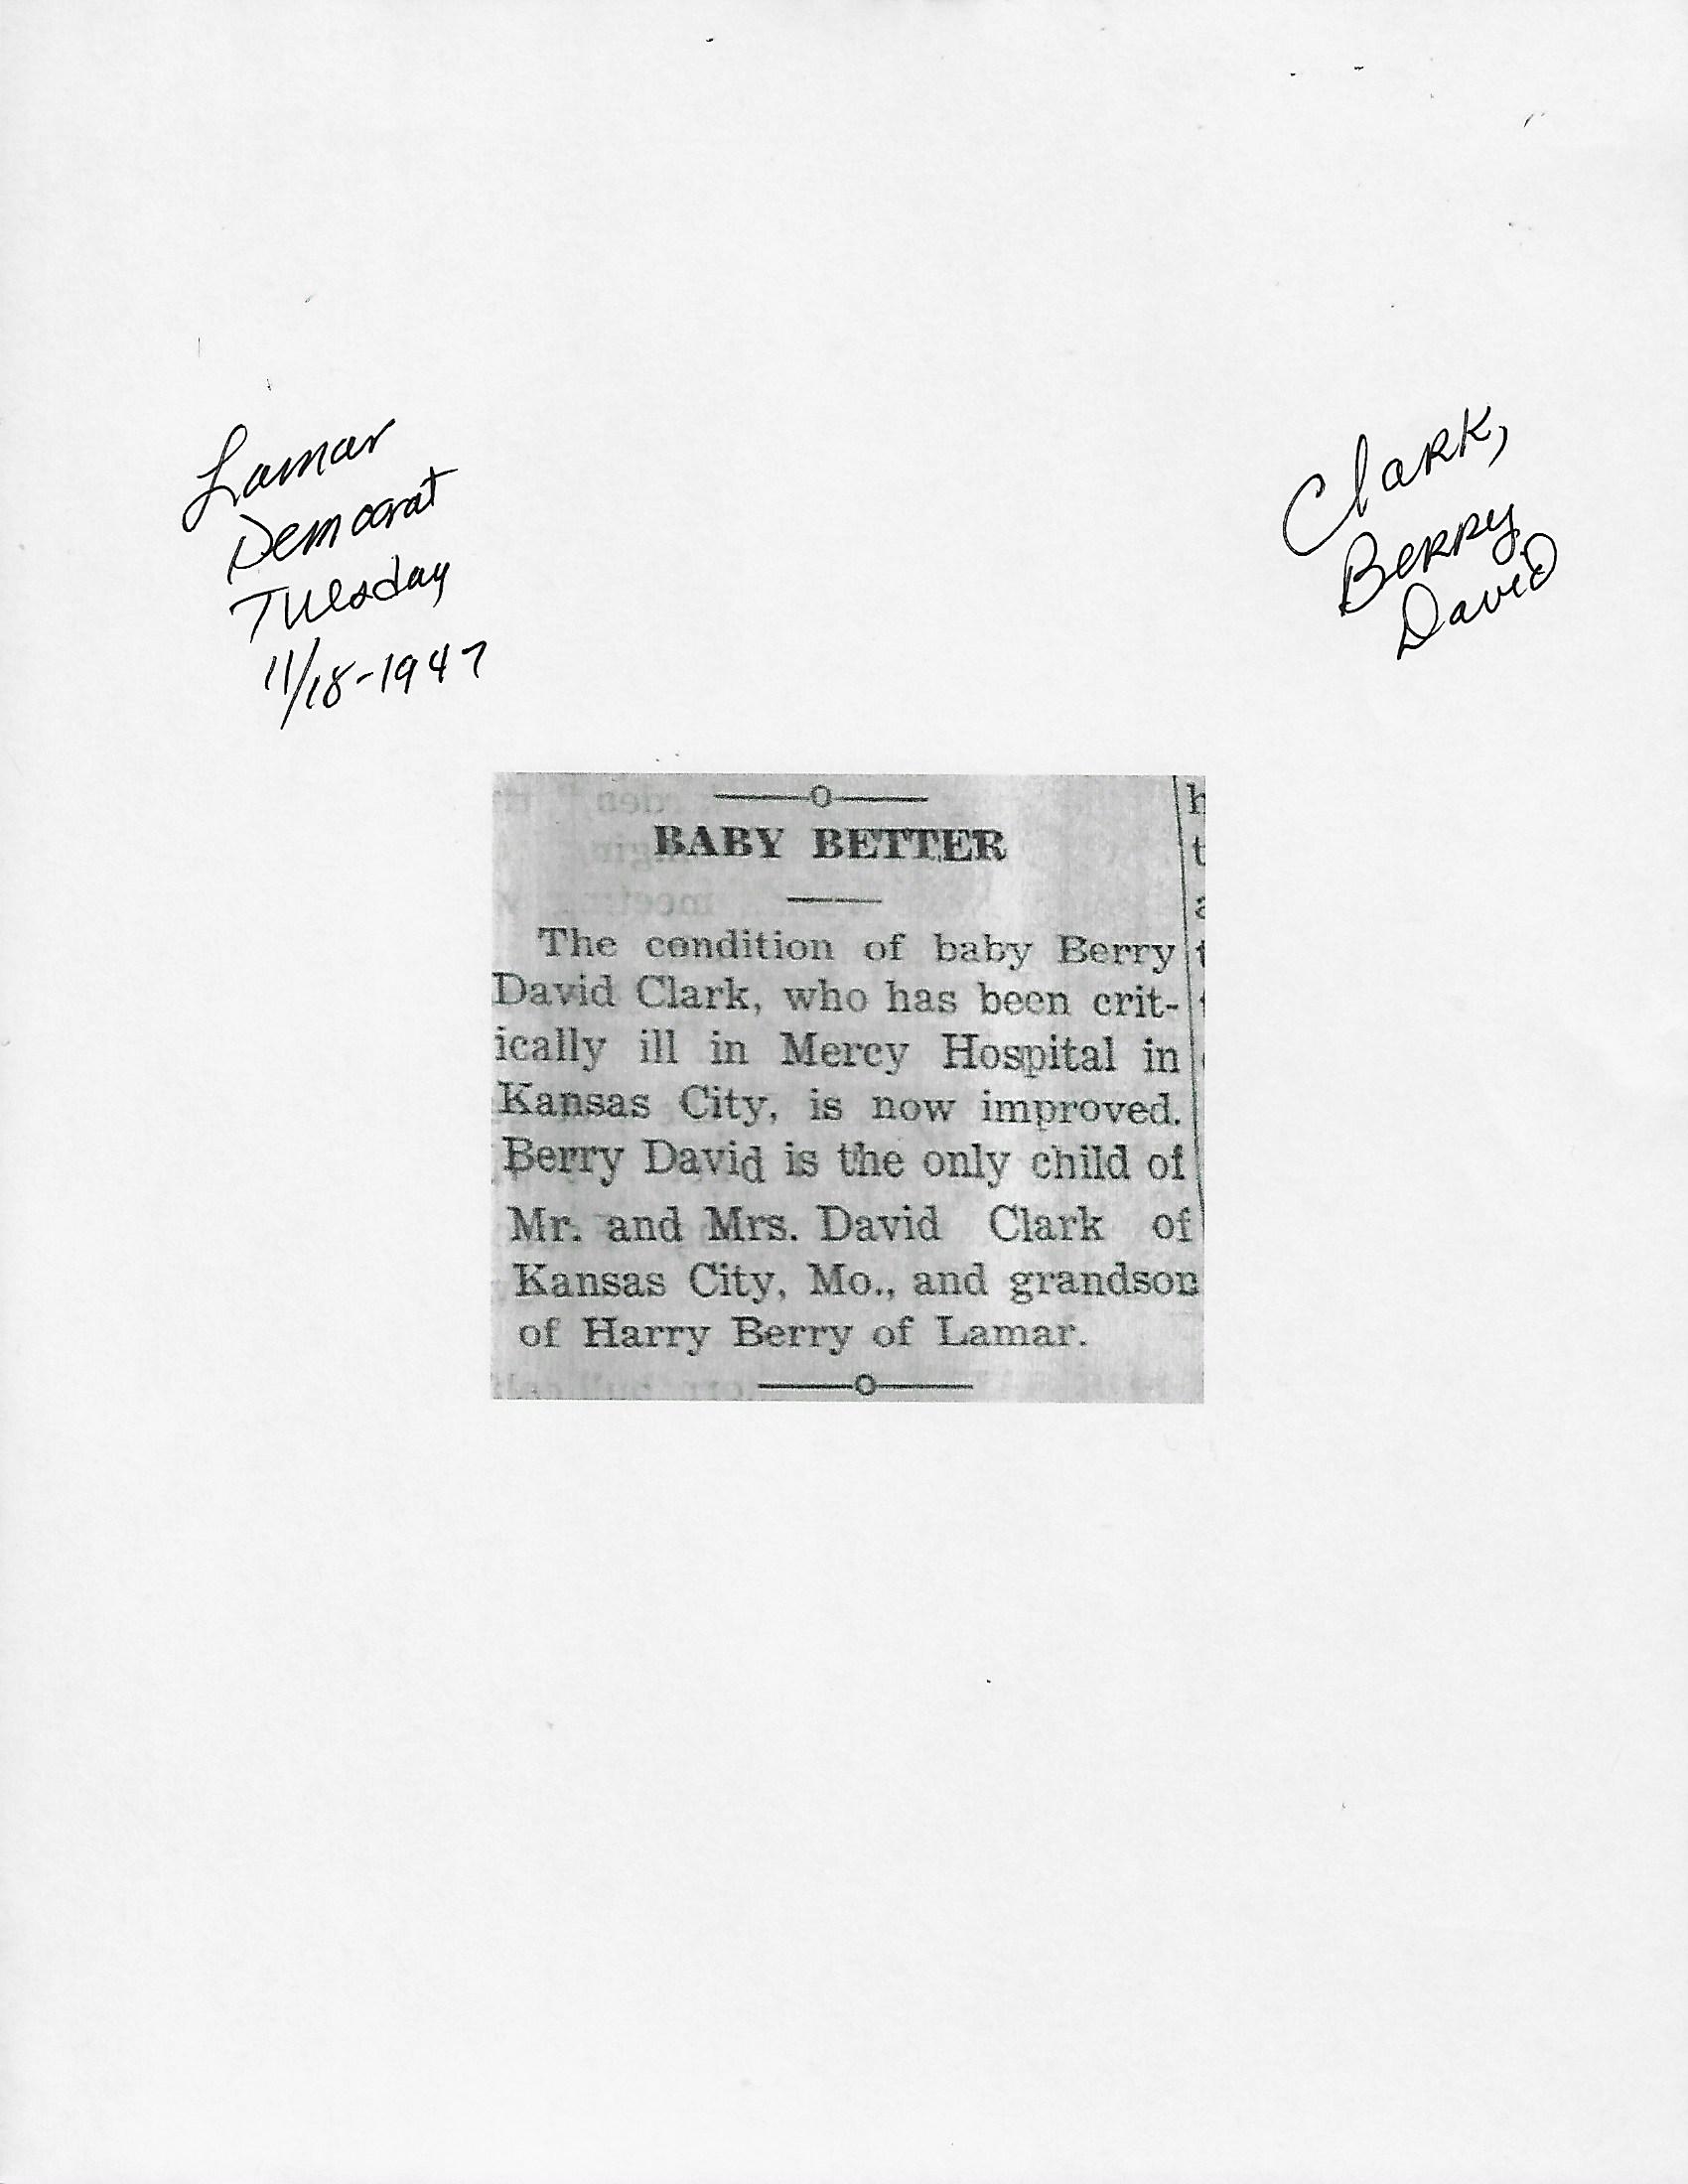 Lamar
Democrat
Tuesday
11/18-1947
Clark,
Berry
David
BABY BETTER
The condition of baby Berry
David Clark, who has been crit-
ically ill in Mercy Hospital in
Kansas City, is now improved.
Berry David is the only child of
Mr. and Mrs. David Clark of
Kansas City, Mo., and grandson
of Harry Berry of Lamar.